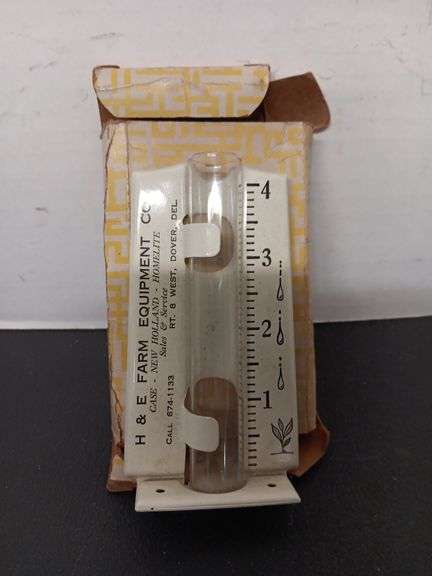 H & E FARM EQUIPMENT CO.
CASE - NEW HOLLAND - HOMELITE
Sales & Service
RT. 8 WEST, DOVER, DEL.
CALL 674-1133
4
3
2
1